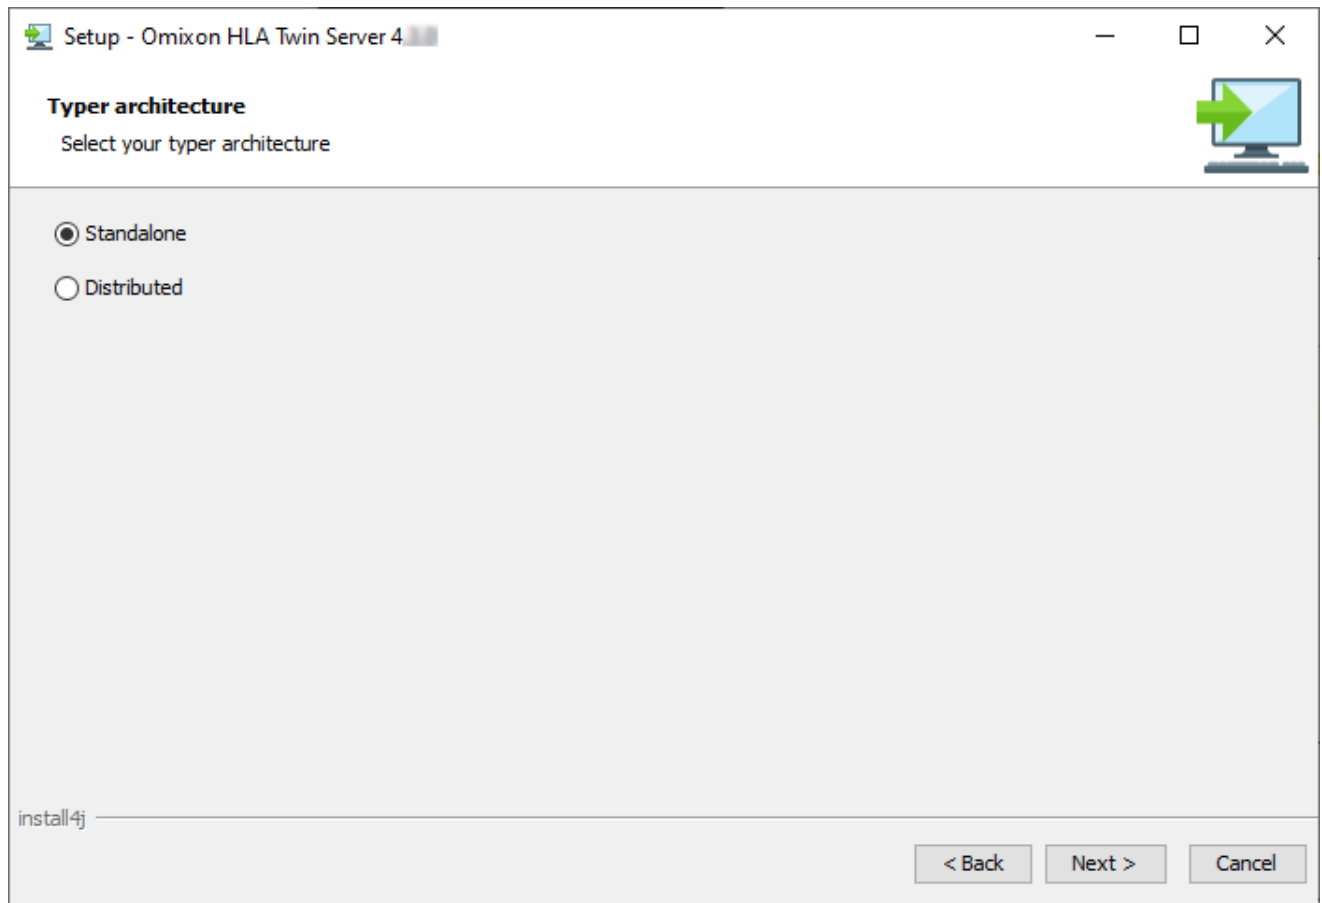 Setup - Omixon HLA Twin Server 4
Typer architecture
Select your typer architecture
Standalone
Distributed
install4j
< Back
Next >
Cancel